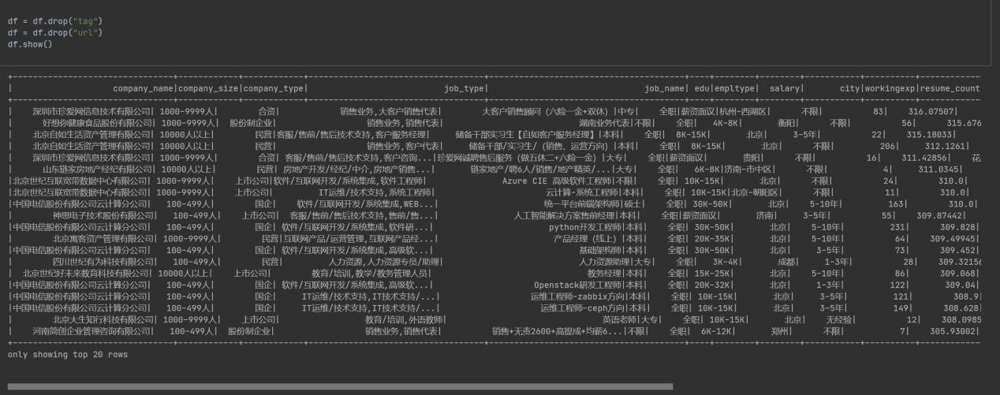 df = df.drop("tag")
df = df.drop("url")
df.show()
+--------------------------------+------------+------------+-----------------------------------+-------------------------------+----+--------+--------+-----------+----------+------------
| company_name|company_size|company_type| job_type| job_name| edu|empltype| salary| city|workingexp|resume_count
| 深圳市珍爱网信息技术有限公司| 1000-9999人| 合资| 销售业务,大客户销售代表| 大客户销售顾问（六险一金+双休）|中专| 全职|薪资面议|杭州-西湖区| 不限| 83| 316.07507|
| 好想你健康食品股份有限公司| 1000-9999人| 股份制企业| 销售业务,销售代表| 湖南业务代表|不限| 全职| 4K-8K| 衡阳| 不限| 56| 315.676
| 北京自如生活资产管理有限公司| 10000人以上| 民营|客服/售前/售后技术支持,客户服务经理| 储备干部实习生【自如客户服务经理】|本科| 全职| 8K-15K| 北京| 3-5年| 22| 315.18033|
| 北京自如生活资产管理有限公司| 10000人以上| 民营| 销售业务,客户代表| 储备干部/实习生/（销售、运营方向）|本科| 全职| 8K-15K| 北京| 不限| 206| 312.1261|
| 深圳市珍爱网信息技术有限公司| 1000-9999人| 合资| 客服/售前/售后技术支持,客户咨询...|珍爱网诚聘售后服务（做五休二+六险一金）|大专| 全职|薪资面议| 贵阳| 不限| 16| 311.42856| 花
| 山东链家房地产经纪有限公司| 10000人以上| 民营| 房地产开发/经纪/中介,房地产销售...| 链家地产/聘6人/销售/地产精英/...|大专| 全职| 6K-8K|济南-市中区| 不限| 4| 311.0345|
|北京世纪互联宽带数据中心有限公司| 1000-9999人| 上市公司|软件/互联网开发/系统集成,软件工程师| Azure CIE 高级软件工程师|不限| 全职| 10K-15K| 北京| 不限| 24| 310.0|
|北京世纪互联宽带数据中心有限公司| 1000-9999人| 上市公司| IT运维/技术支持,系统工程师| 云计算-系统工程师|本科| 全职| 10K-15K|北京-朝阳区| 不限| 11| 310.0|
|中国电信股份有限公司云计算分公司| 100-499人| 国企| 软件/互联网开发/系统集成,WEB...| 统一平台前端架构师|硕士| 全职| 30K-50K| 北京| 5-10年| 163| 310.0|
| 神思电子技术股份有限公司| 100-499人| 上市公司| 客服/售前/售后技术支持,售前/售...| 人工智能解决方案售前经理|本科| 全职|薪资面议| 济南| 3-5年| 55| 309.87442|
|中国电信股份有限公司云计算分公司| 100-499人| 国企| 软件/互联网开发/系统集成,软件研...| python开发工程师|本科| 全职| 30K-50K| 北京| 5-10年| 231| 309.828|
| 北京寓客资产管理有限公司| 1000-9999人| 民营|互联网产品/运营管理,互联网产品经...| 产品经理（线上）|本科| 全职| 20K-35K| 北京| 5-10年| 64| 309.49945|
|中国电信股份有限公司云计算分公司| 100-499人| 国企| 软件/互联网开发/系统集成,高级软...| 基础架构师|本科| 全职| 30K-50K| 北京| 3-5年| 73| 309.452|
| 四川世纪有为科技有限公司| 100-499人| 民营| 人力资源,人力资源专员/助理| 人力资源助理|大专| 全职| 3K-4K| 成都| 1-3年| 28| 309.32156
| 北京世纪好未来教育科技有限公司| 10000人以上| 上市公司| 教育/培训,教学/教务管理人员| 教务经理|本科| 全职| 15K-25K| 北京| 5-10年| 86| 309.068|
|中国电信股份有限公司云计算分公司| 100-499人| 国企| 软件/互联网开发/系统集成,高级软...| Openstack研发工程师|本科| 全职| 20K-32K| 北京| 1-3年| 122| 309.04|
|中国电信股份有限公司云计算分公司| 100-499人| 国企| IT运维/技术支持,IT技术支持/...| 运维工程师-zabbix方向|本科| 全职| 10K-15K| 北京| 3-5年| 121| 308.9|
|中国电信股份有限公司云计算分公司| 100-499人| 国企| IT运维/技术支持,IT技术支持/...| 运维工程师-ceph方向|本科| 全职| 10K-15K| 北京| 3-5年| 149| 308.628|
| 北京大生知行科技有限公司| 1000-9999人| 上市公司| 教育/培训,外语教师| 英语老师|大专| 全职| 10K-15K| 北京| 无经验| 12| 308.0985
| 河南简创企业管理咨询有限公司| 100-499人| 股份制企业| 销售业务,销售代表| 销售+无责2600+高提成+均薪6...|不限| 全职| 6K-12K| 郑州| 不限| 7| 305.93002|
only showing top 20 rows